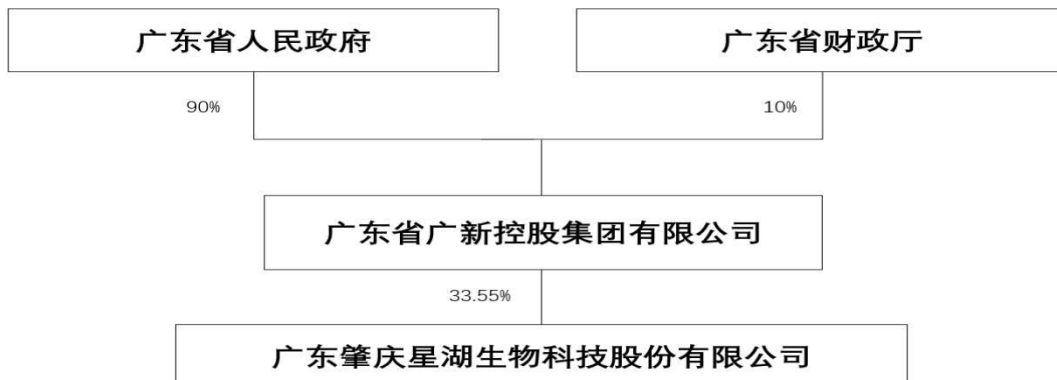 广东省人民政府
广东省财政厅
90%
10%
广东省广新控股集团有限公司
33.55%
广东肇庆星湖生物科技股份有限公司